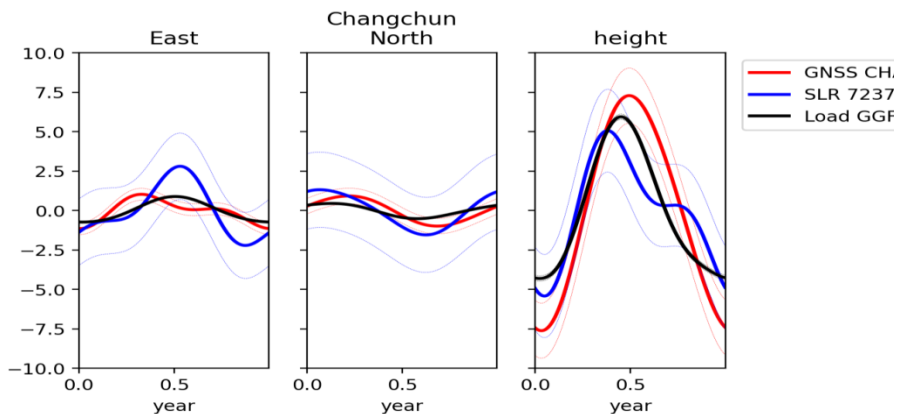 Changchun
East North height
10.0
7.5
5.0
2.5
0.0
-2.5
-5.0
-7.5
-10.0
0.0 0.5 0.0 0.5 0.0 0.5
year year year
GNSS CHA
SLR 7237
Load GGF